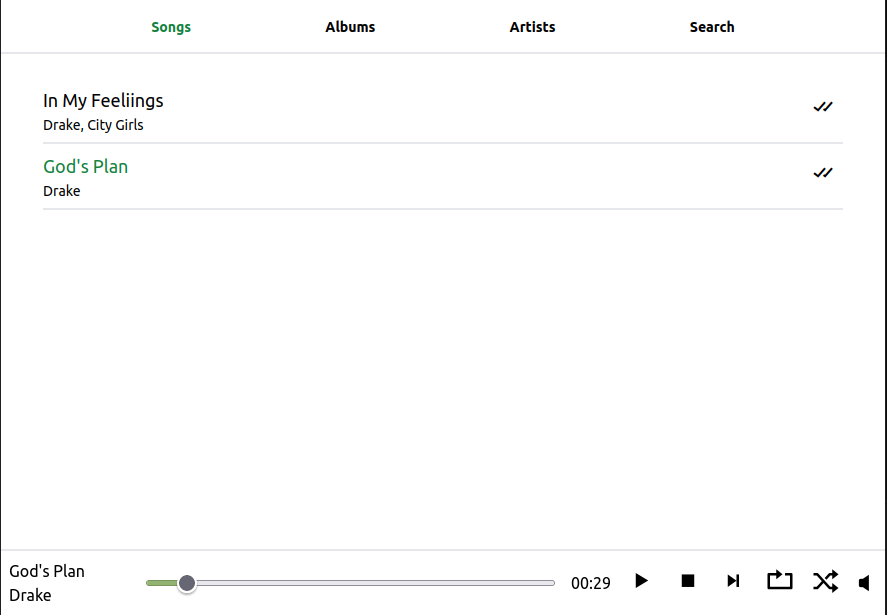 Songs Albums Artists Search
In My Feeliings
Drake, City Girls
God's Plan
Drake
God's Plan
Drake
00:29